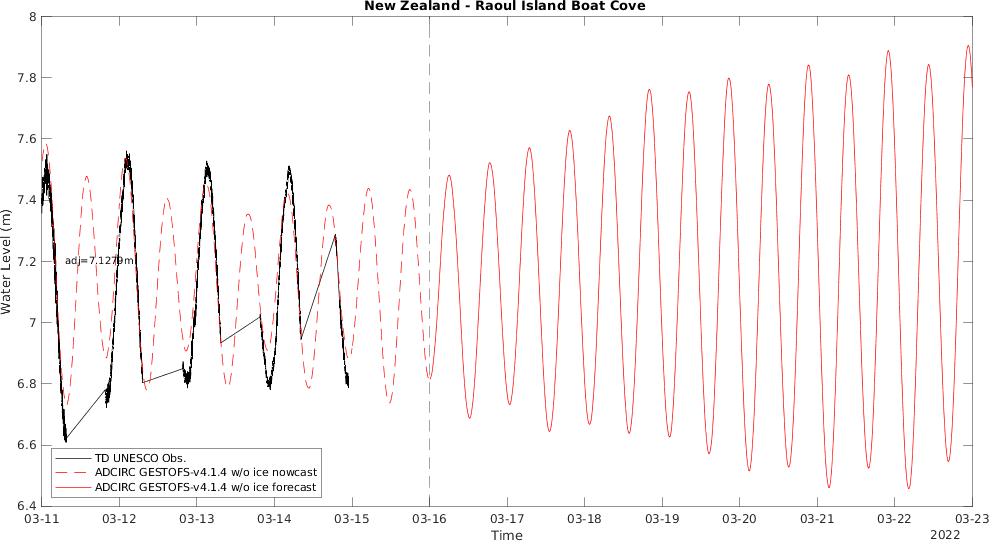 New Zealand - Raoul Island Boat Cove
Water Level (m)
8
7.8
7.6
7.4
7.2
7
6.8
6.6
6.4
adj=7.1279m
TD UNESCO Obs.
ADCIRC GESTOFS-v4.1.4 w/o ice nowcast
ADCIRC GESTOFS-v4.1.4 w/o ice forecast
03-11 03-12 03-13 03-14 03-15 03-16 03-17 03-18 03-19 03-20 03-21 03-22 03-23
Time
2022